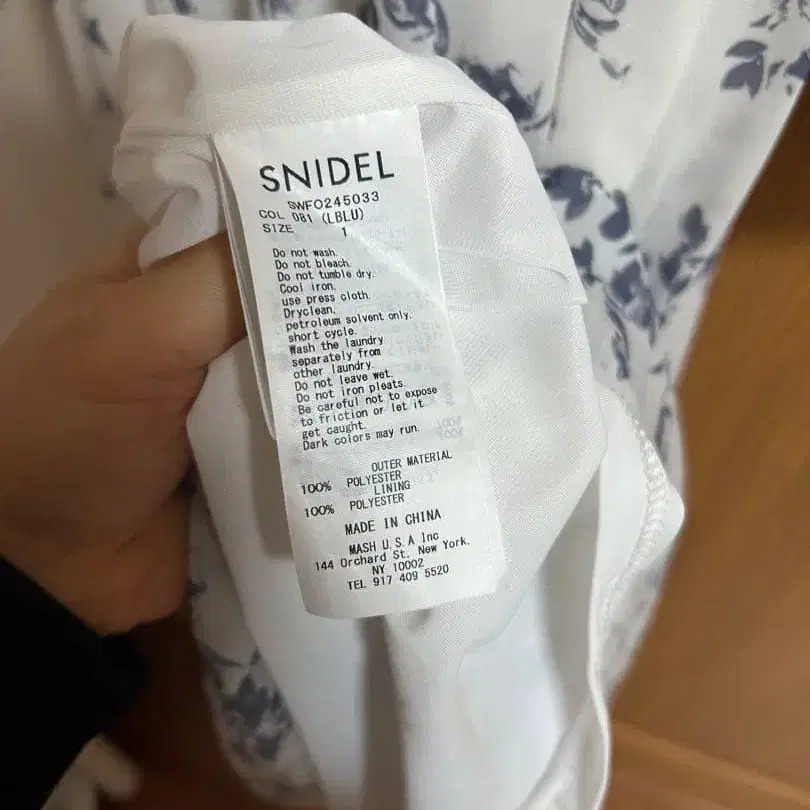 SNIDEL
SWFO245033
COL 081 (LBLU)
SIZE 1
Do not wash.
Do not bleach.
Do not tumble dry.
Cool iron.
use press cloth.
Dryclean.
petroleum solvent only.
short cycle.
Wash the laundry
separately from
other laundry.
Do not leave wet.
Do not iron pleats.
Be careful not to expose
to friction or let it
get caught.
Dark colors may run.
OUTER MATERIAL
100% POLYESTER
LINING
100% POLYESTER
MADE IN CHINA
MASH U.S.A Inc
144 Orchard St. New York.
NY 10002
TEL 917 409 5520